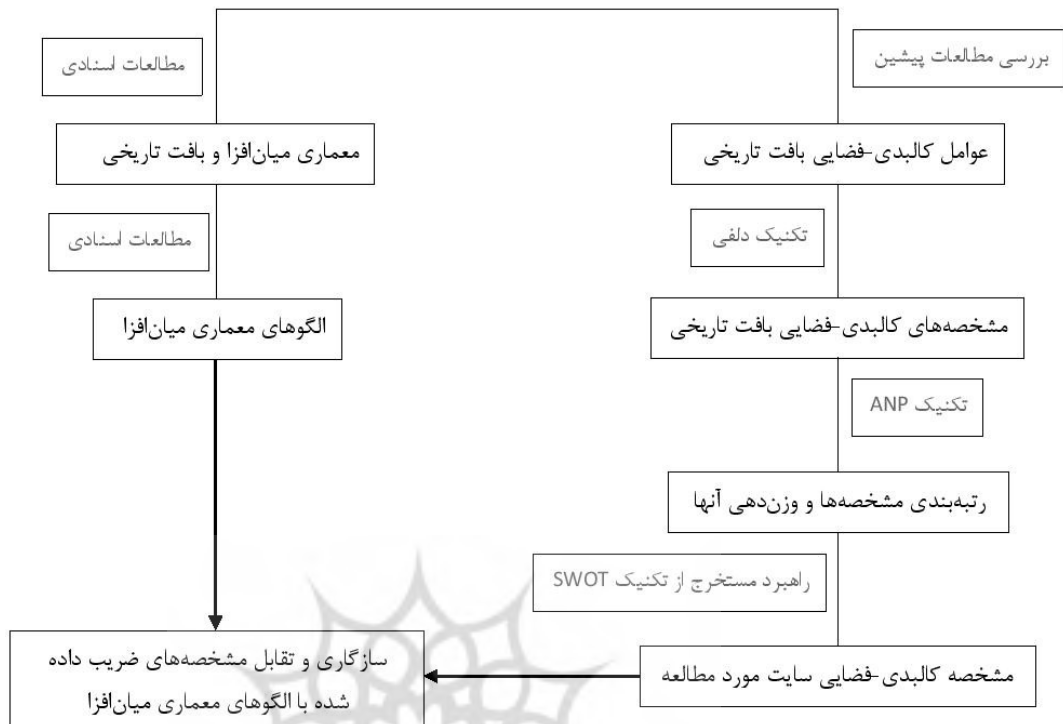 بررسی مطالعات پیشین
مطالعات اسنادی
عوامل کالبدی-فضایی بافت تاریخی
معماری میان‌افزا و بافت تاریخی
تکنیک دلفی
مطالعات اسنادی
مشخصه‌های کالبدی-فضایی بافت تاریخی
الگوهای معماری میان‌افزا
تکنیک ANP
رتبه‌بندی مشخصه‌ها و وزن‌دهی آنها
راهبرد مستخرج از تکنیک SWOT
مشخصه کالبدی-فضایی سایت مورد مطالعه
سازگاری و تقابل مشخصه‌های ضریب داده
شده با الگوهای معماری میان‌افزا